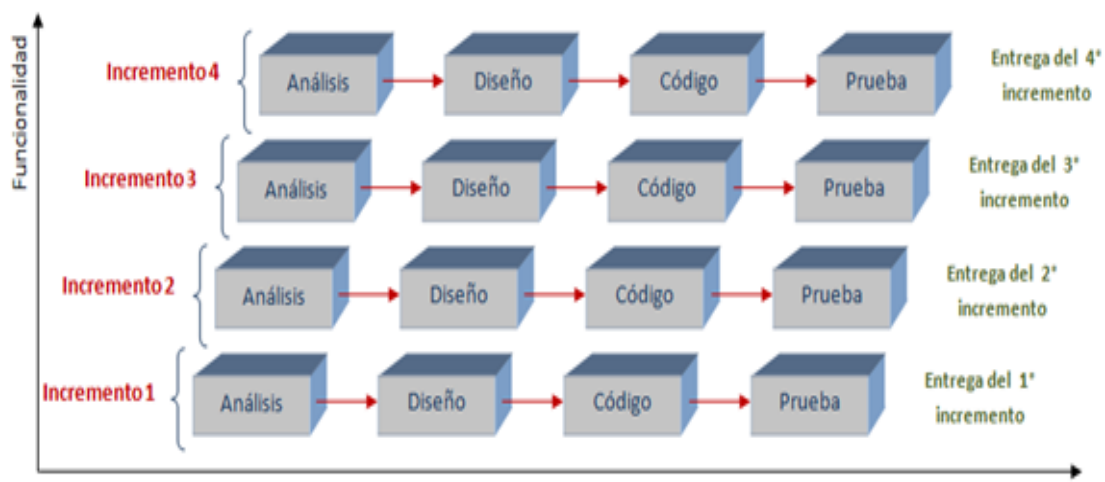 Funcionalidad
Incremento 4
Análisis
Diseño
Código
Prueba
Entrega del 4°
incremento
Incremento 3
Análisis
Diseño
Código
Prueba
Entrega del 3°
incremento
Incremento 2
Análisis
Diseño
Código
Prueba
Entrega del 2°
incremento
Incremento 1
Análisis
Diseño
Código
Prueba
Entrega del 1°
incremento